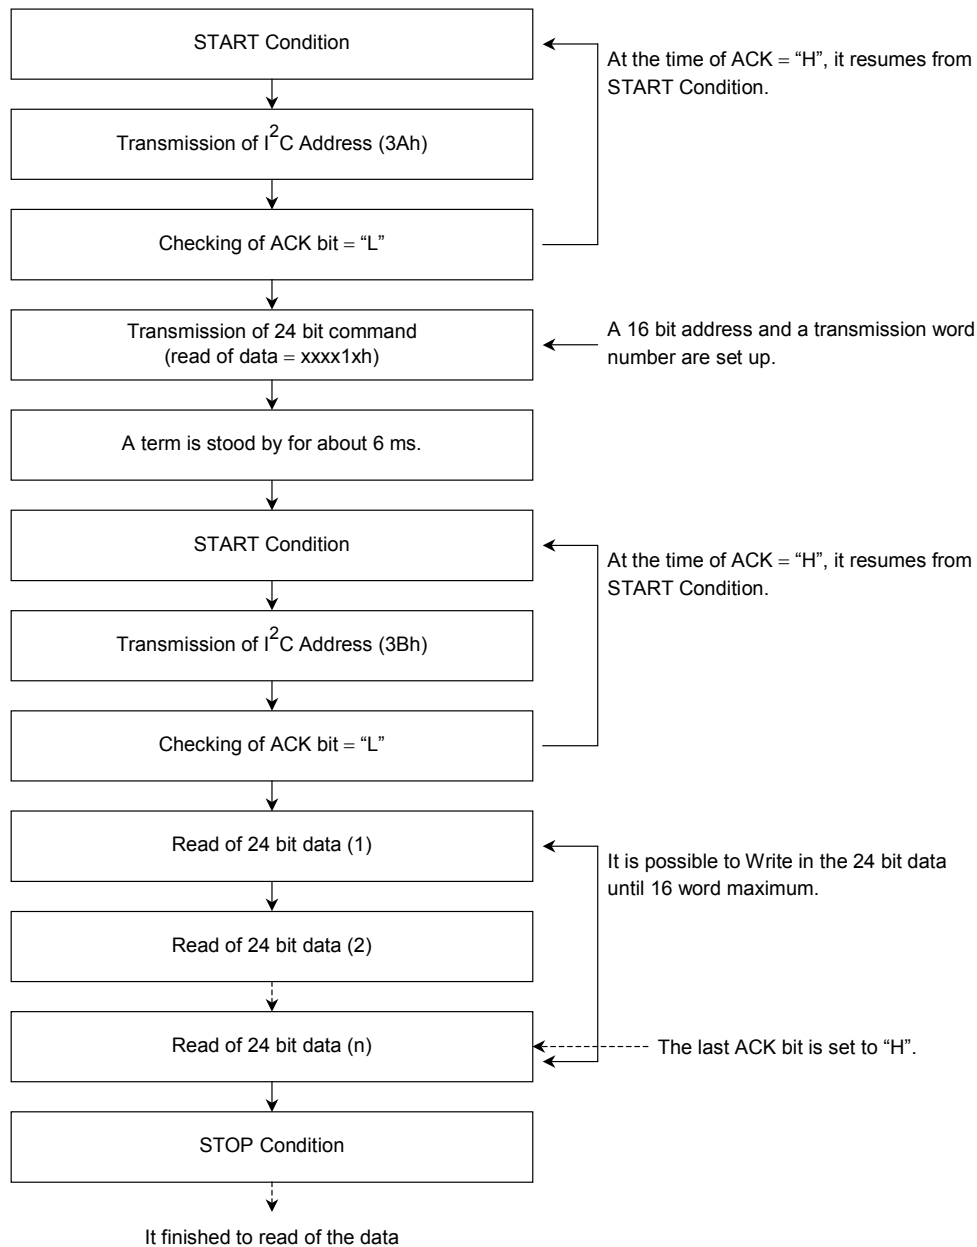 START Condition
At the time of ACK = “H”, it resumes from
START Condition.
Transmission of I²C Address (3Ah)
Checking of ACK bit = “L”
Transmission of 24 bit command
(read of data = xxxx1xh)
A 16 bit address and a transmission word
number are set up.
A term is stood by for about 6 ms.
START Condition
At the time of ACK = “H”, it resumes from
START Condition.
Transmission of I²C Address (3Bh)
Checking of ACK bit = “L”
Read of 24 bit data (1)
It is possible to Write in the 24 bit data
until 16 word maximum.
Read of 24 bit data (2)
Read of 24 bit data (n)
The last ACK bit is set to “H”.
STOP Condition
It finished to read of the data